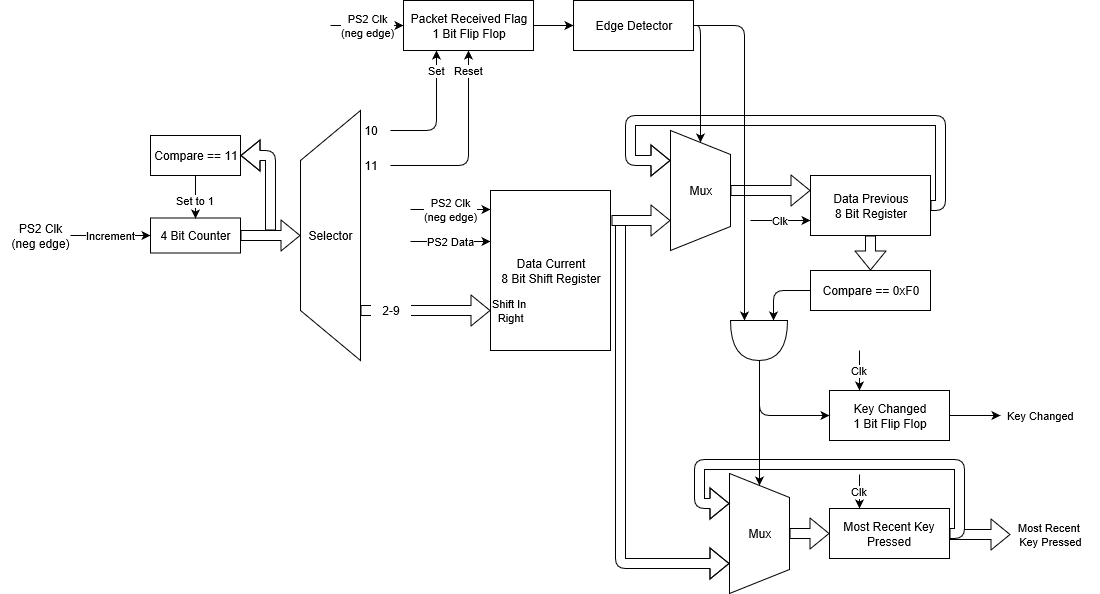 PS2 Clk
(neg edge)
Packet Received Flag
1 Bit Flip Flop
Edge Detector
Set
Reset
10
11
Compare == 11
Set to 1
PS2 Clk
(neg edge)
Increment
4 Bit Counter
Selector
2-9
PS2 Clk
(neg edge)
PS2 Data
Data Current
8 Bit Shift Register
Shift In
Right
Mux
Clk
Data Previous
8 Bit Register
Compare == 0xF0
Clk
Key Changed
1 Bit Flip Flop
Key Changed
Clk
Mux
Most Recent Key
Pressed
Most Recent
Key Pressed